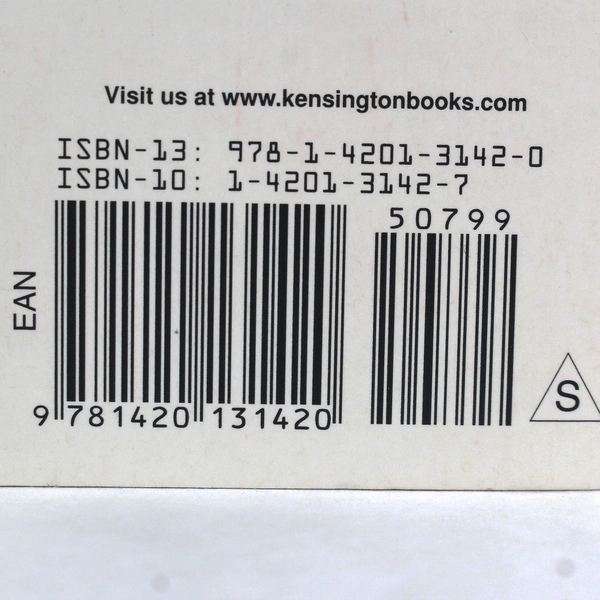 Visit us at www.kensingtonbooks.com
ISBN-13: 978-1-4201-3142-0
ISBN-10: 1-4201-3142-7
50799
EAN
9 781420 131420
S